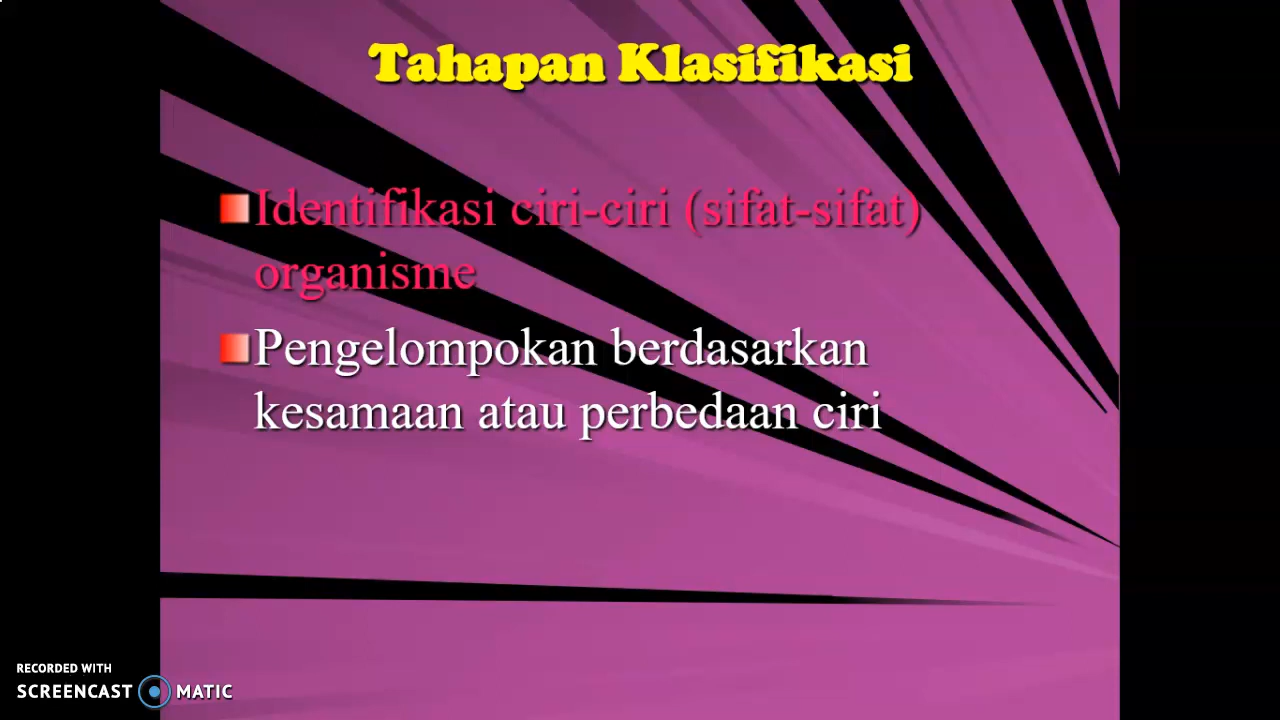 Tahapan Klasifikasi
Identifikasi ciri-ciri (sifat-sifat)
organisme
Pengelompokan berdasarkan
kesamaan atau perbedaan ciri
RECORDED WITH
SCREENCAST MATIC